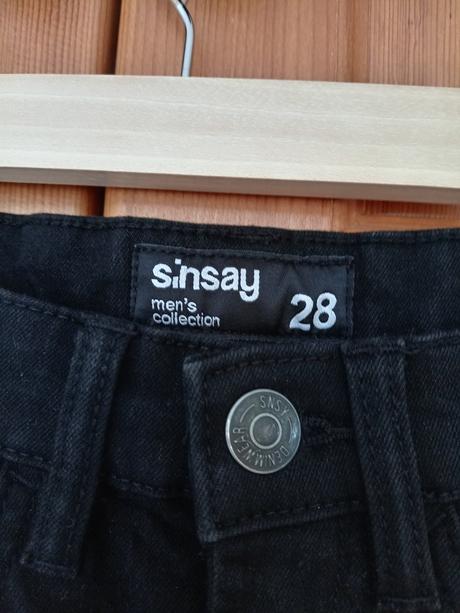 sinsay
men's
collection
28
SNSY
DENIMWEAR